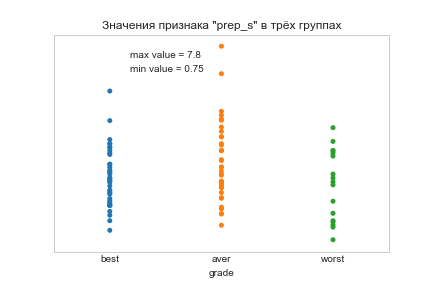 Значения признака "prep_s" в трёх группах
max value = 7.8
min value = 0.75
best aver worst
grade